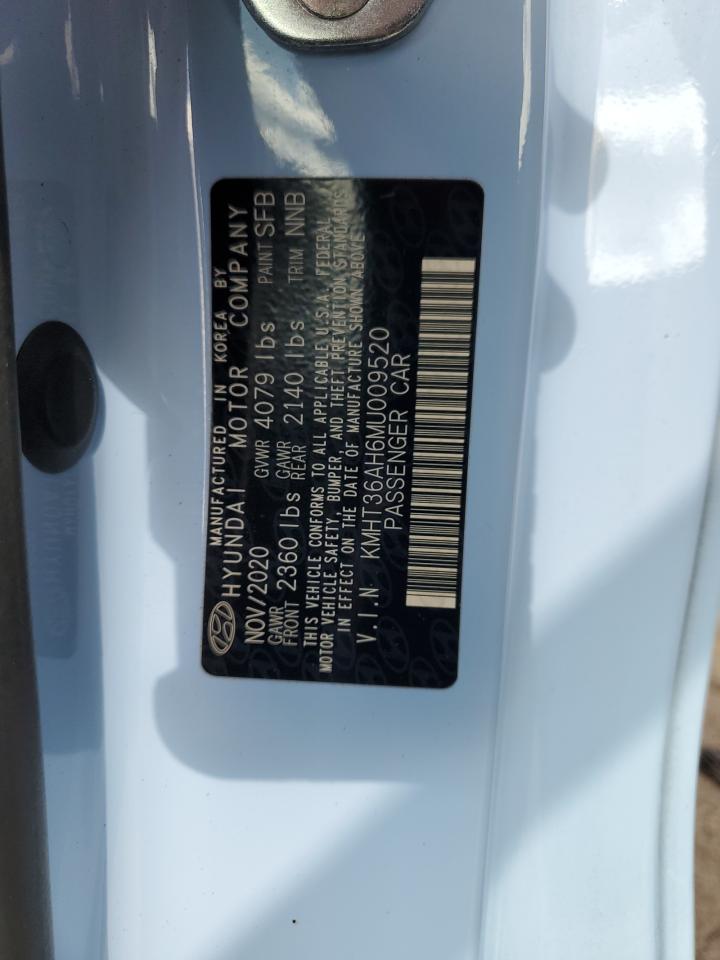 MANUFACTURED IN KOREA BY
HYUNDAI MOTOR COMPANY
NOV/2020 GVWR 4079 lbs PAINT SFB
GAWR FRONT 2360 lbs GAWR REAR 2140 lbs TRIM NNB
THIS VEHICLE CONFORMS TO ALL APPLICABLE U.S.A. FEDERAL
MOTOR VEHICLE SAFETY, BUMPER, AND THEFT PREVENTION STANDARDS
IN EFFECT ON THE DATE OF MANUFACTURE SHOWN ABOVE
V.I.N KMHT36AH6MU009520
PASSENGER CAR